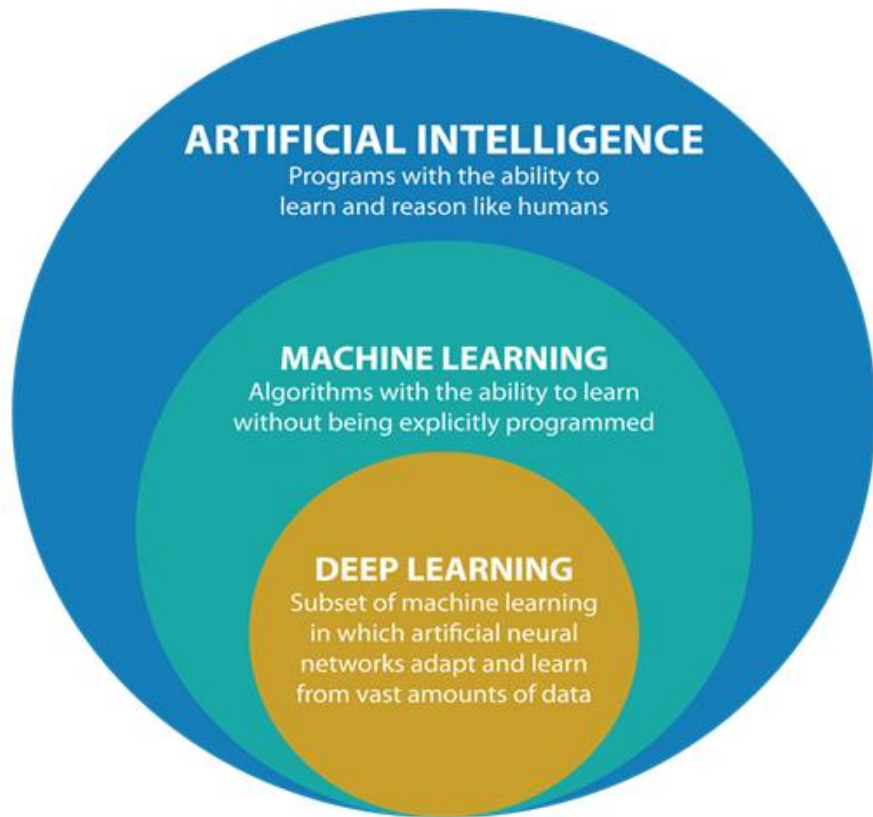 ARTIFICIAL INTELLIGENCE
Programs with the ability to
learn and reason like humans
MACHINE LEARNING
Algorithms with the ability to learn
without being explicitly programmed
DEEP LEARNING
Subset of machine learning
in which artificial neural
networks adapt and learn
from vast amounts of data